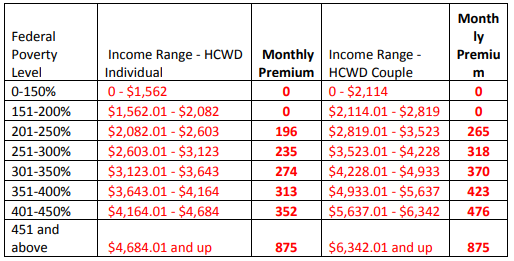 Federal Poverty Level Income Range - HCWD Individual Monthly Premium Income Range - HCWD Couple Month ly Premiu m
0-150% 0 - $1,562 0 0 - $2,114 0
151-200% $1,562.01 - $2,082 0 $2,114.01 - $2,819 0
201-250% $2,082.01 - $2,603 196 $2,819.01 - $3,523 265
251-300% $2,603.01 - $3,123 235 $3,523.01 - $4,228 318
301-350% $3,123.01 - $3,643 274 $4,228.01 - $4,933 370
351-400% $3,643.01 - $4,164 313 $4,933.01 - $5,637 423
401-450% $4,164.01 - $4,684 352 $5,637.01 - $6,342 476
451 and above $4,684.01 and up 875 $6,342.01 and up 875